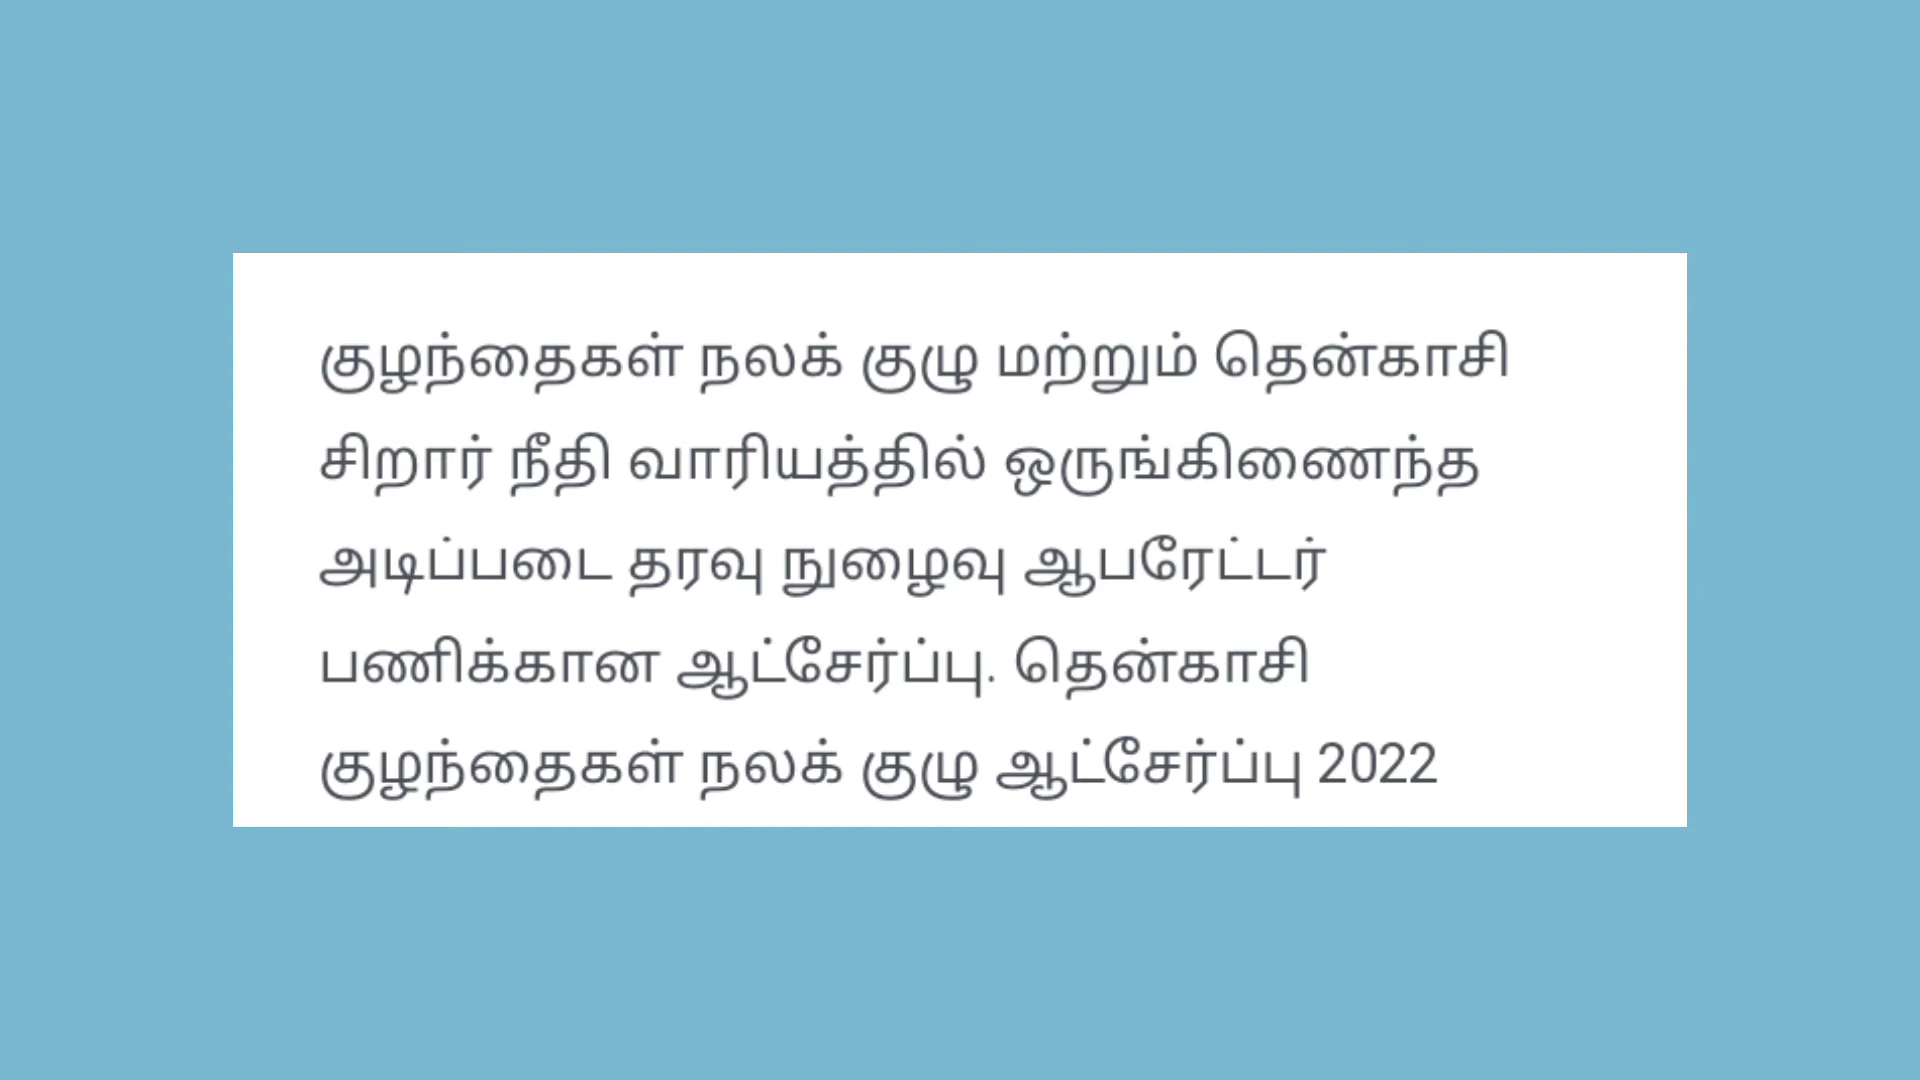 குழந்தைகள் நலக் குழு மற்றும் தென்காசி
சிறார் நீதி வாரியத்தில் ஒருங்கிணைந்த
அடிப்படை தரவு நுழைவு ஆபரேட்டர்
பணிக்கான ஆட்சேர்ப்பு. தென்காசி
குழந்தைகள் நலக் குழு ஆட்சேர்ப்பு 2022